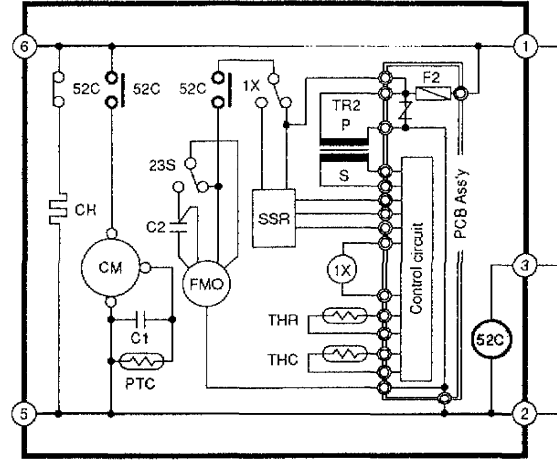 6
1
52C
52C
52C
1X
F2
TR2
P
23S
S
PCB Ass'y
CH
C2
SSR
Control circuit
CM
FMO
1X
3
THR
C1
52C
THC
PTC
5
2